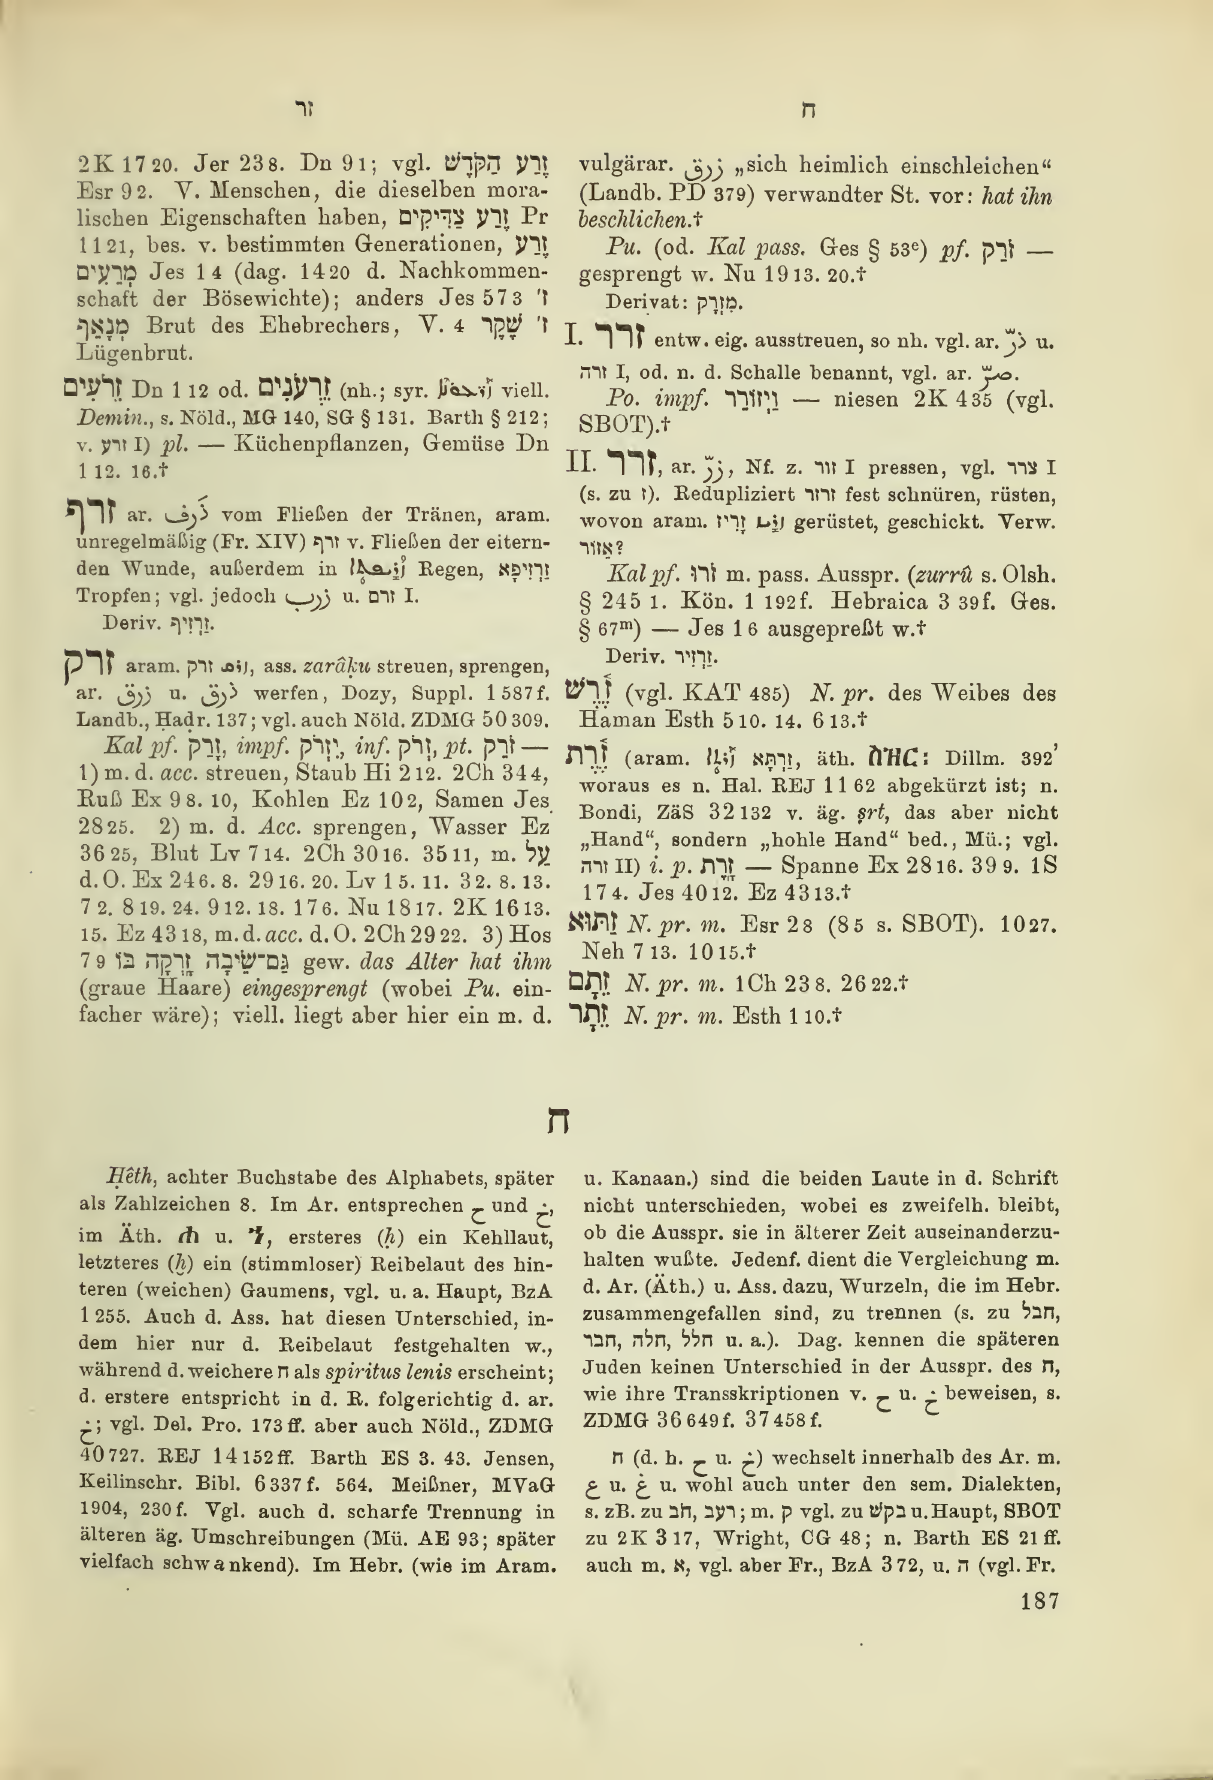 זר
ח
2K 17 20. Jer 23 8. Dn 9 1; vgl. זֶרַע הַקֹּדֶשׁ
Esr 9 2. V. Menschen, die dieselben mora-
lischen Eigenschaften haben, זֶרַע צַדִּיקִים Pr
11 21, bes. v. bestimmten Generationen, זֶרַע
מְרֵעִים Jes 1 4 (dag. 14 20 d. Nachkommen-
schaft der Bösewichte); anders Jes 57 3 ז'
מְנָאֵף Brut des Ehebrechers, V. 4 ז' שֶׁקֶר
Lügenbrut.
זֵרֹעִים Dn 1 12 od. זֵרְעֹנִים (nh.; syr. viell.
Demin., s. Nöld., MG 140, SG § 131. Barth § 212;
v. זרע I) pl. — Küchenpflanzen, Gemüse Dn
1 12. 16.†
זרף ar. ذَرف vom Fließen der Tränen, aram.
unregelmäßig (Fr. XIV) זרף v. Fließen der eitern-
den Wunde, außerdem in Regen, זַרְזִיפָא
Tropfen; vgl. jedoch زرب u. זרם I.
Deriv. זַרְזִיף.
זרק aram. זרק ܙܪܩ, ass. zarâḳu streuen, sprengen,
ar. زرق u. ذرق werfen, Dozy, Suppl. 1 587 f.
Landb., Ḥaḍr. 137; vgl. auch Nöld. ZDMG 50 309.
Kal pf. זָרַק, impf. יִזְרֹק, inf. זְרֹק, pt. זֹרֵק —
1) m. d. acc. streuen, Staub Hi 2 12. 2Ch 34 4,
Ruß Ex 9 8. 10, Kohlen Ez 10 2, Samen Jes
28 25. 2) m. d. Acc. sprengen, Wasser Ez
36 25, Blut Lv 7 14. 2Ch 30 16. 35 11, m. עַל
d. O. Ex 24 6. 8. 29 16. 20. Lv 1 5. 11. 3 2. 8. 13.
7 2. 8 19. 24. 9 12. 18. 17 6. Nu 18 17. 2K 16 13.
15. Ez 43 18, m. d. acc. d. O. 2Ch 29 22. 3) Hos
7 9 גַּם־שֵׂיבָה זָרְקָה בּוֹ gew. das Alter hat ihm
(graue Haare) eingesprengt (wobei Pu. ein-
facher wäre); viell. liegt aber hier ein m. d.
vulgärar. زرق „sich heimlich einschleichen“
(Landb. PD 379) verwandter St. vor: hat ihn
beschlichen.†
Pu. (od. Kal pass. Ges § 53ᵉ) pf. זֹרַק —
gesprengt w. Nu 19 13. 20.†
Derivat: מִזְרָק.
I. זרר entw. eig. ausstreuen, so nh. vgl. ar. ذرّ u.
זרה I, od. n. d. Schalle benannt, vgl. ar. صرّ.
Po. impf. וַיְזוֹרֵר — niesen 2K 4 35 (vgl.
SBOT).†
II. זרר, ar. زرّ, Nf. z. זור I pressen, vgl. צרר I
(s. zu ז). Redupliziert זרזר fest schnüren, rüsten,
wovon aram. זָרִיז gerüstet, geschickt. Verw.
אֵזוֹר?
Kal pf. זֹרוּ m. pass. Ausspr. (zurrû s. Olsh.
§ 245 1. Kön. 1 192 f. Hebraica 3 39 f. Ges.
§ 67ᵐ) — Jes 1 6 ausgepreßt w.†
Deriv. זַרְזִיר.
זֶרֶשׁ (vgl. KAT 485) N. pr. des Weibes des
Haman Esth 5 10. 14. 6 13.†
זֶרֶת (aram. זַרְתָּא, äth. Dillm. 392
woraus es n. Hal. REJ 11 62 abgekürzt ist; n.
Bondi, ZäS 32 132 v. äg. ṣrt, das aber nicht
„Hand“, sondern „hohle Hand“ bed., Mü.; vgl.
זרה II) i. p. זָרֶת — Spanne Ex 28 16. 39 9. 1S
17 4. Jes 40 12. Ez 43 13.†
זַתּוּא N. pr. m. Esr 2 8 (8 5 s. SBOT). 10 27.
Neh 7 13. 10 15.†
זֵתָם N. pr. m. 1Ch 23 8. 26 22.†
זֵתָר N. pr. m. Esth 1 10.†
ח
Ḥêth, achter Buchstabe des Alphabets, später
als Zahlzeichen 8. Im Ar. entsprechen ح und خ,
im Äth. ሐ u. ኀ, ersteres (ḥ) ein Kehllaut,
letzteres (ḫ) ein (stimmloser) Reibelaut des hin-
teren (weichen) Gaumens, vgl. u. a. Haupt, BzA
1 255. Auch d. Ass. hat diesen Unterschied, in-
dem hier nur d. Reibelaut festgehalten w.,
während d. weichere ח als spiritus lenis erscheint;
d. erstere entspricht in d. R. folgerichtig d. ar.
خ; vgl. Del. Pro. 173 ff. aber auch Nöld., ZDMG
40 727. REJ 14 152 ff. Barth ES 3. 43. Jensen,
Keilinschr. Bibl. 6 337 f. 564. Meißner, MVaG
1904, 230 f. Vgl. auch d. scharfe Trennung in
älteren äg. Umschreibungen (Mü. AE 93; später
vielfach schwankend). Im Hebr. (wie im Aram.
u. Kanaan.) sind die beiden Laute in d. Schrift
nicht unterschieden, wobei es zweifelh. bleibt,
ob die Ausspr. sie in älterer Zeit auseinanderzu-
halten wußte. Jedenf. dient die Vergleichung m.
d. Ar. (Äth.) u. Ass. dazu, Wurzeln, die im Hebr.
zusammengefallen sind, zu trennen (s. zu חבל,
חבר, חלה, חלל u. a.). Dag. kennen die späteren
Juden keinen Unterschied in der Ausspr. des ח,
wie ihre Transskriptionen v. ح u. خ beweisen, s.
ZDMG 36 649 f. 37 458 f.
ח (d. h. ح u. خ) wechselt innerhalb des Ar. m.
ع u. غ u. wohl auch unter den sem. Dialekten,
s. zB. zu חֹב, רעב; m. ק vgl. zu בקשׁ u. Haupt, SBOT
zu 2K 3 17, Wright, CG 48; n. Barth ES 21 ff.
auch m. א, vgl. aber Fr., BzA 3 72, u. ה (vgl. Fr.
187